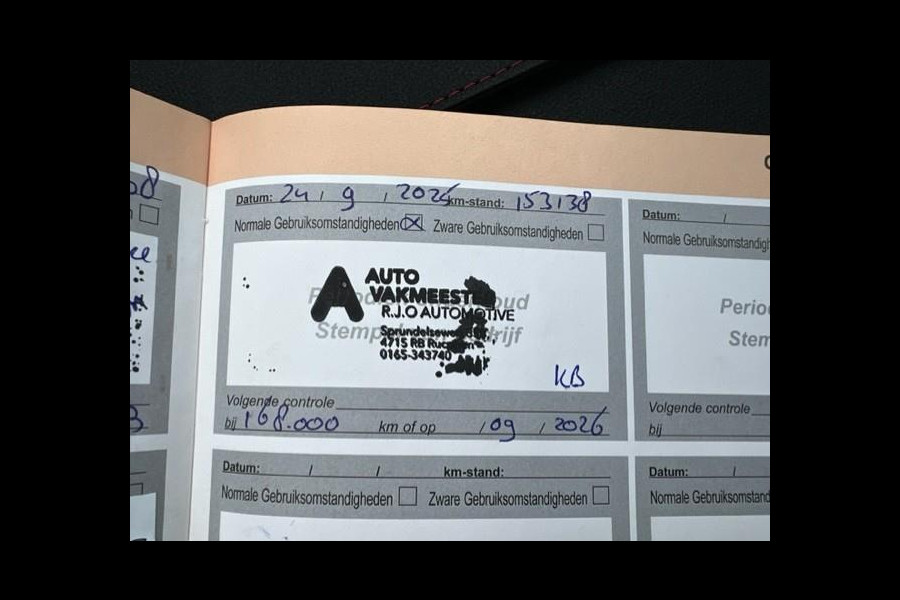 Datum: 24 / 9 / 2024 km-stand: 153138
Normale Gebruiksomstandigheden Zware Gebruiksomstandigheden
AUTO
VAKMEESTER
R.J.O AUTOMOTIVE
4715 RB
0165-343740
KB
Volgende controle
bij 168.000 km of op / 09 / 2026
Datum: / / km-stand:
Normale Gebruiksomstandigheden Zware Gebruiksomstandigheden
Datum: /
Normale Gebruiksomstandigh
Perio
Stem
Volgende controle
bij
Datum: /
Normale Gebruiksomstand